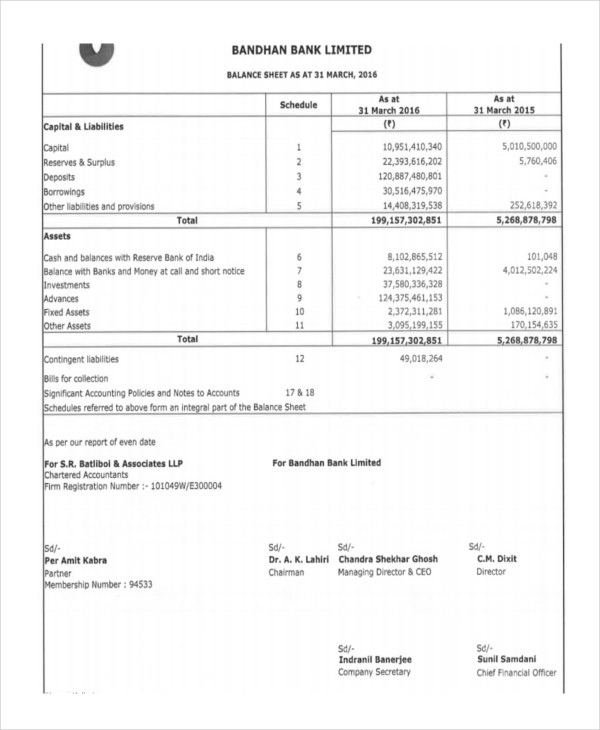 BANDHAN BANK LIMITED
BALANCE SHEET AS AT 31 MARCH, 2016
Schedule As at 31 March 2016 As at 31 March 2015
Capital & Liabilities (₹) (₹)
Capital 1 10,951,410,340 5,010,500,000
Reserves & Surplus 2 22,393,616,202 5,760,406
Deposits 3 120,887,480,801 -
Borrowings 4 30,516,475,970 -
Other liabilities and provisions 5 14,408,319,538 252,618,392
Total 199,157,302,851 5,268,878,798
Assets
Cash and balances with Reserve Bank of India 6 8,102,865,512 101,048
Balance with Banks and Money at call and short notice 7 23,631,129,422 4,012,502,224
Investments 8 37,580,336,328 -
Advances 9 124,375,461,153 -
Fixed Assets 10 2,372,311,281 1,086,120,891
Other Assets 11 3,095,199,155 170,154,635
Total 199,157,302,851 5,268,878,798
Contingent liabilities 12 49,018,264 -
Bills for collection - -
Significant Accounting Policies and Notes to Accounts 17 & 18
Schedules referred to above form an integral part of the Balance Sheet
As per our report of even date
For S.R. Batliboi & Associates LLP For Bandhan Bank Limited
Chartered Accountants
Firm Registration Number :- 101049W/E300004
Sd/- Sd/- Sd/- Sd/-
Per Amit Kabra Dr. A. K. Lahiri Chandra Shekhar Ghosh C.M. Dixit
Partner Chairman Managing Director & CEO Director
Membership Number : 94533
Sd/- Sd/-
Indranil Banerjee Sunil Samdani
Company Secretary Chief Financial Officer